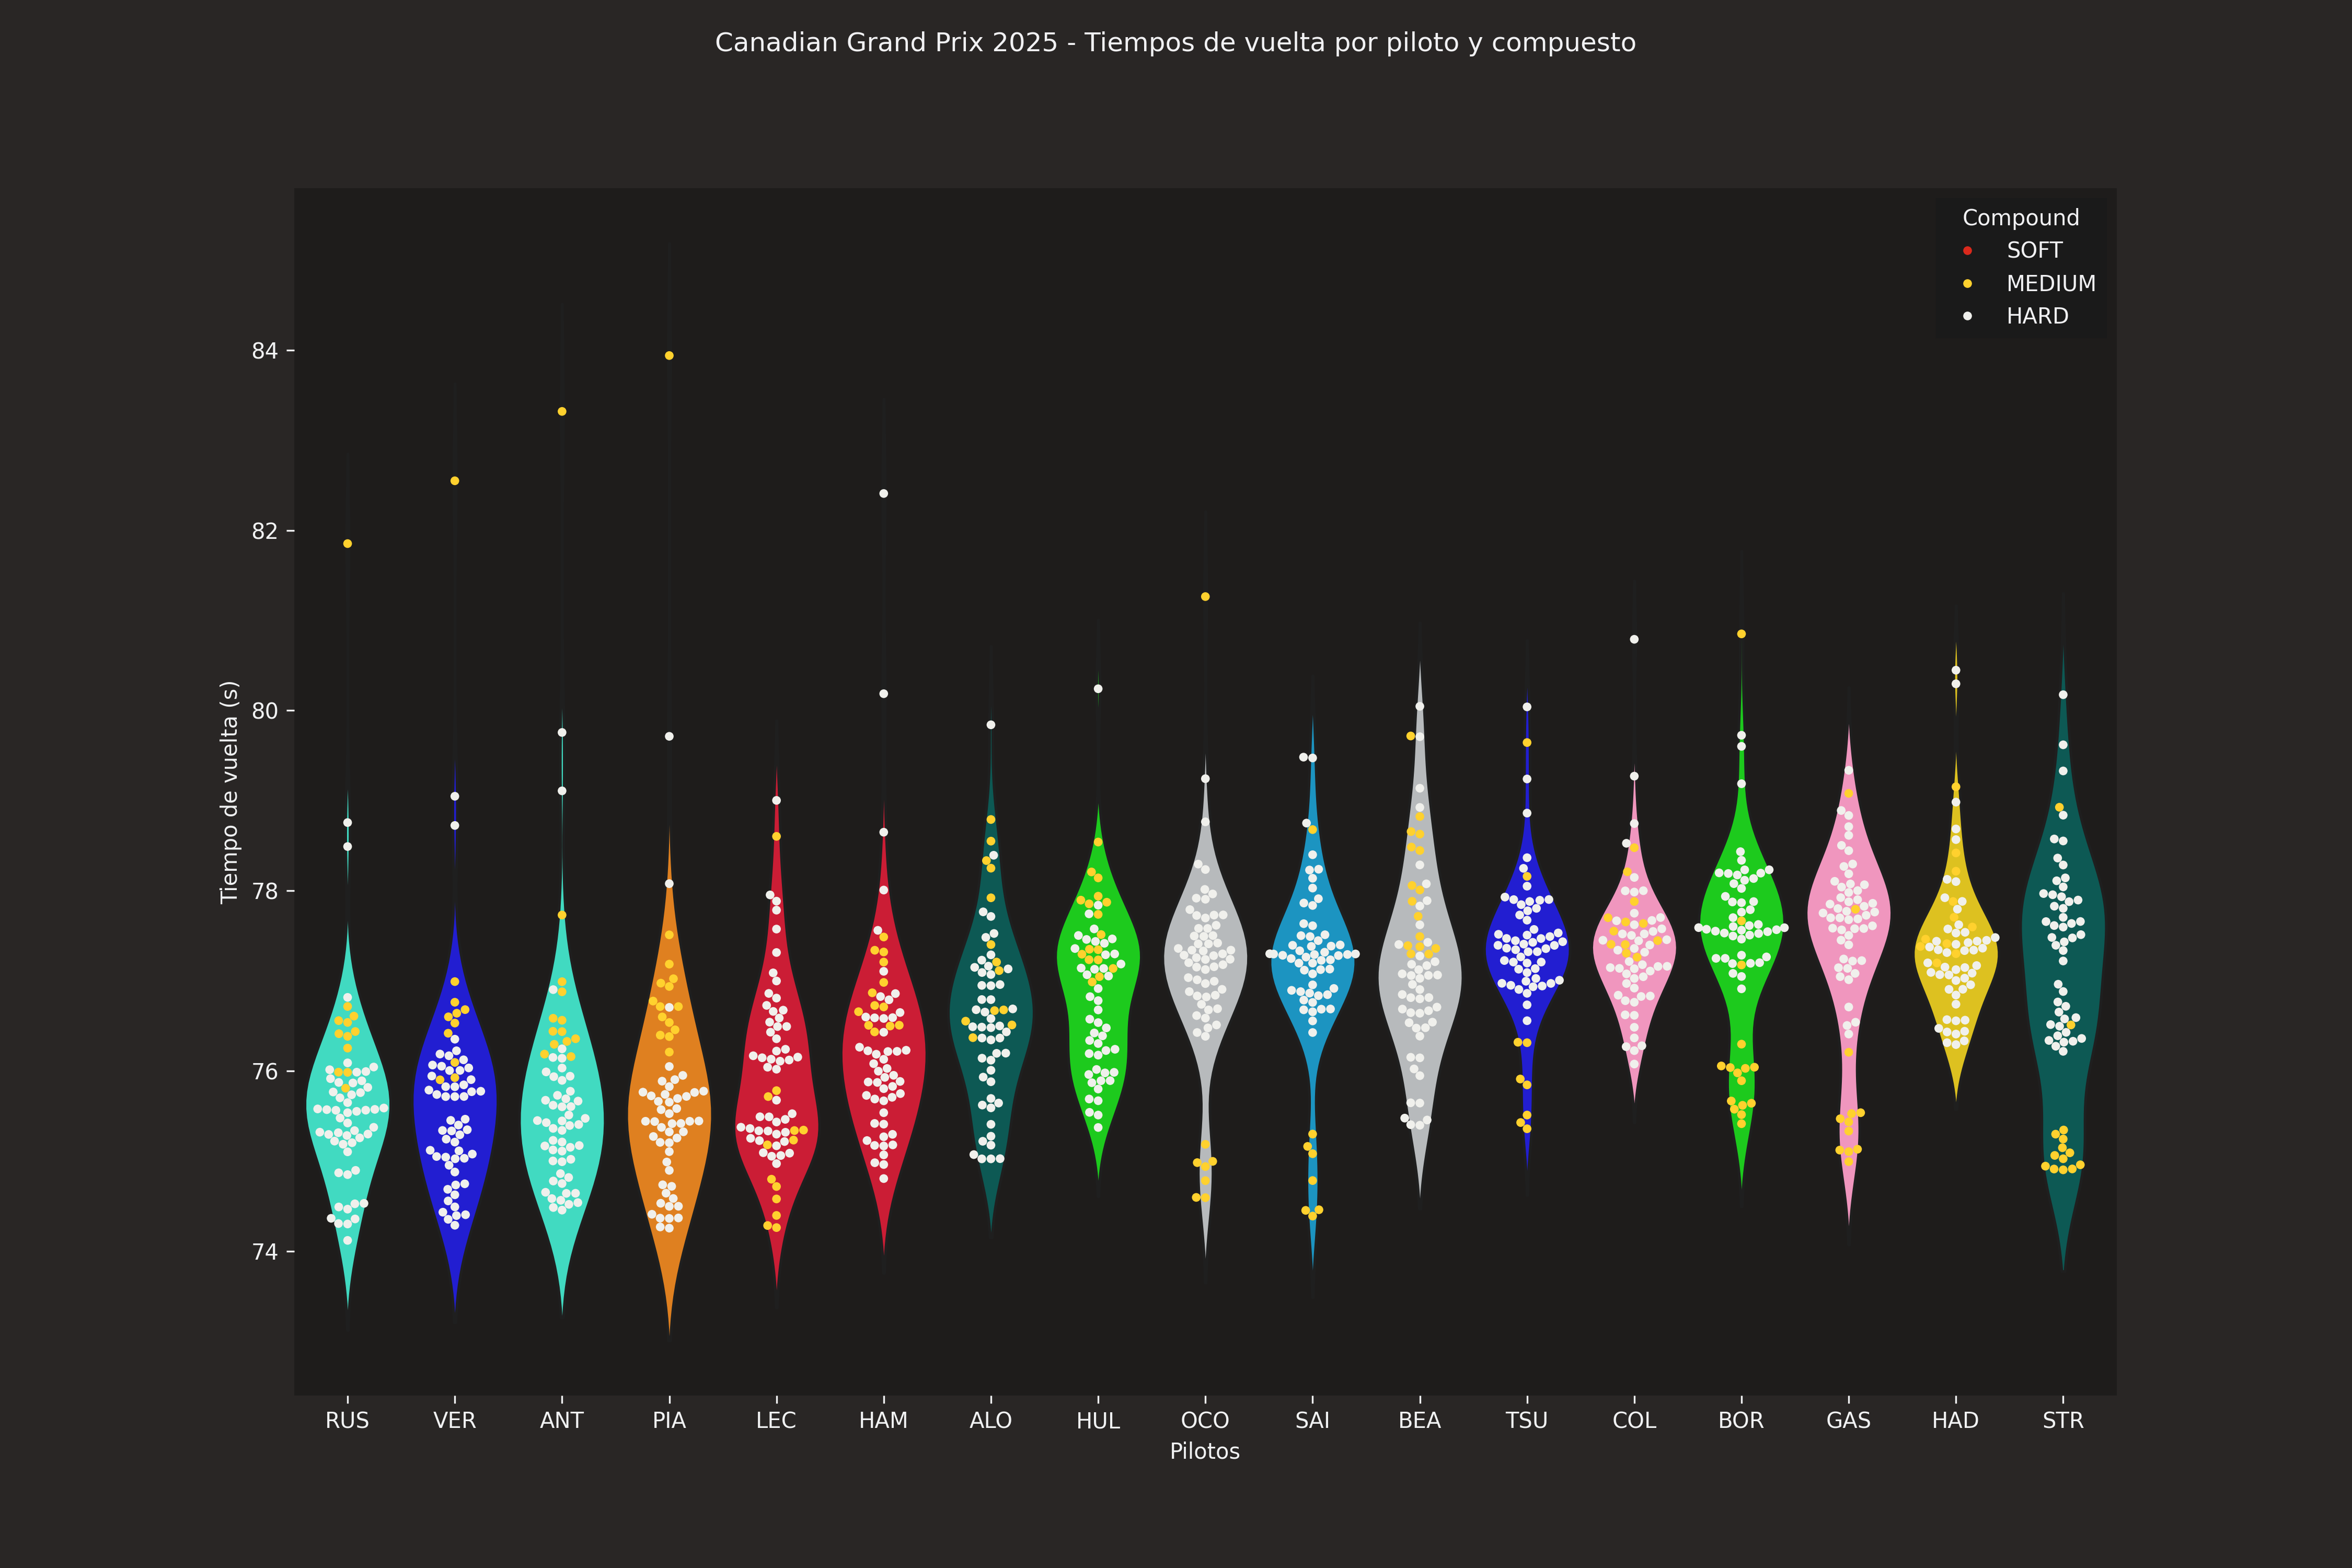 Canadian Grand Prix 2025 - Tiempos de vuelta por piloto y compuesto
Compound
SOFT
MEDIUM
HARD
Tiempo de vuelta (s)
84
82
80
78
76
74
RUS VER ANT PIA LEC HAM ALO HUL OCO SAI BEA TSU COL BOR GAS HAD STR
Pilotos